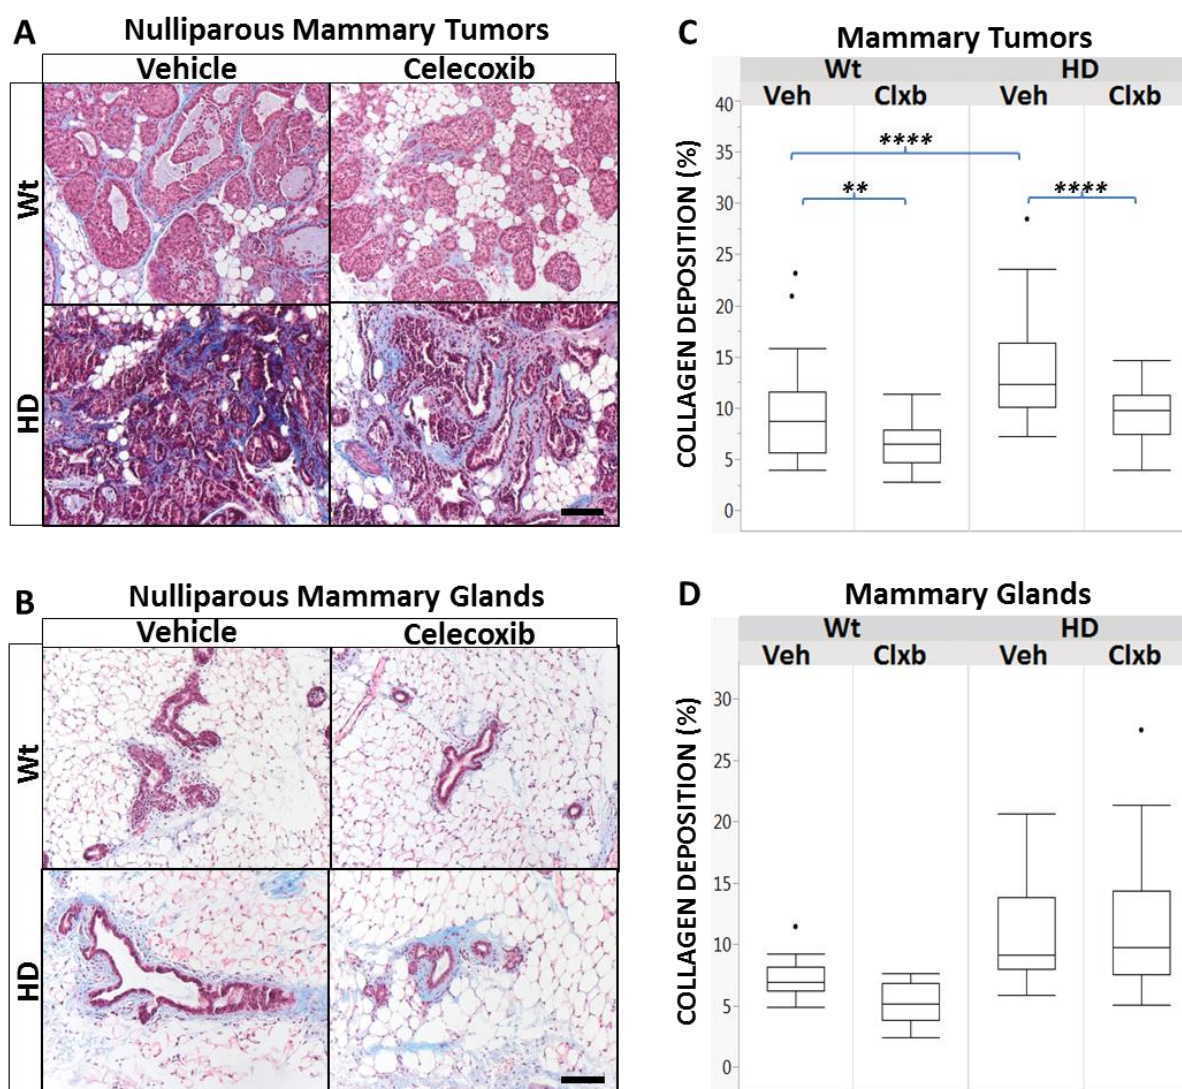 A
Nulliparous Mammary Tumors
Vehicle Celecoxib
Wt
HD
B
Nulliparous Mammary Glands
Vehicle Celecoxib
Wt
HD
C
Mammary Tumors
Wt HD
Veh Clxb Veh Clxb
COLLAGEN DEPOSITION (%)
40
35
30
25
20
15
10
5
0
****
** ****
D
Mammary Glands
Wt HD
Veh Clxb Veh Clxb
COLLAGEN DEPOSITION (%)
30
25
20
15
10
5
0